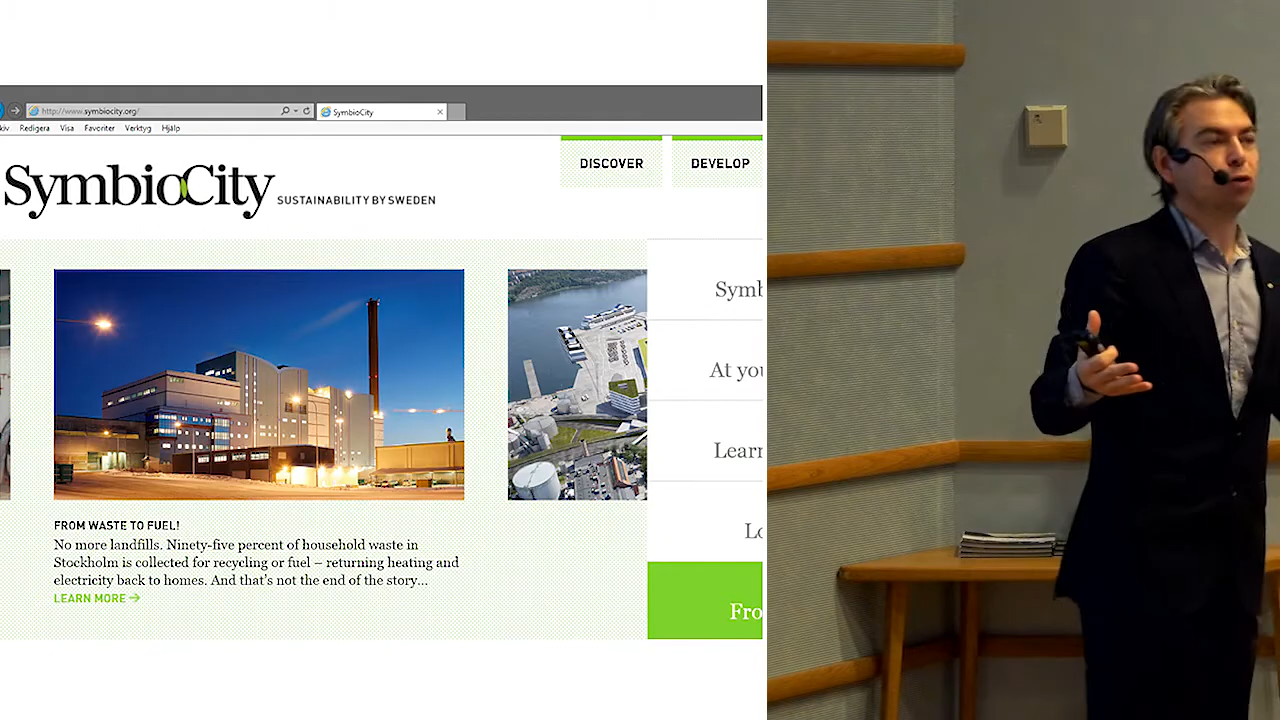 http://www.symbiocity.org/
SymbioCity
Redigera Visa Favoriter Verktyg Hjälp
DISCOVER
DEVELOP
SymbioCity
SUSTAINABILITY BY SWEDEN
At you
Learn
FROM WASTE TO FUEL!
No more landfills. Ninety-five percent of household waste in
Stockholm is collected for recycling or fuel – returning heating and
electricity back to homes. And that's not the end of the story...
LEARN MORE →